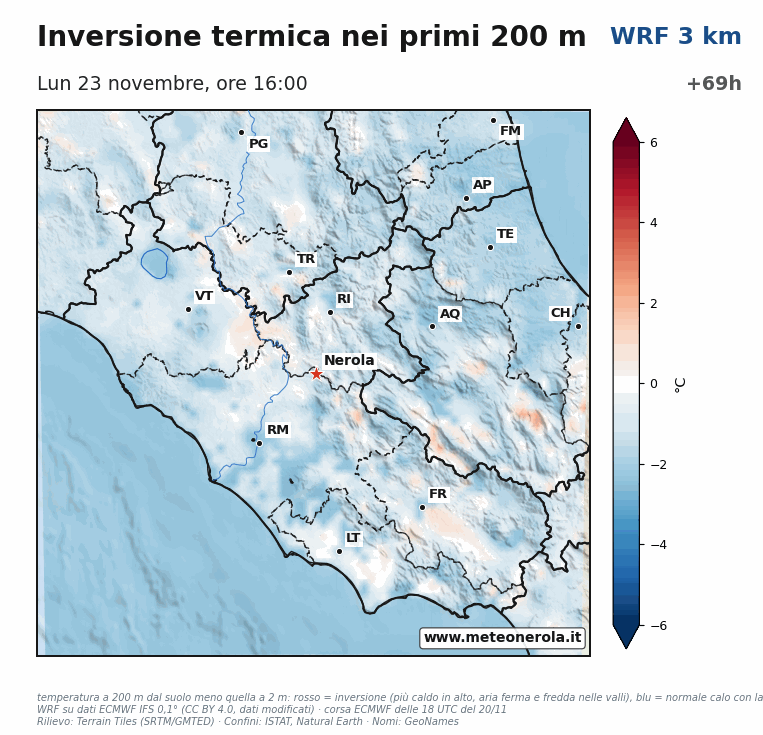 Inversione termica nei primi 200 m WRF 3 km
Lun 23 novembre, ore 16:00 +69h
FM
PG
AP
TE
TR
VT
RI
AQ
CH
Nerola
RM
FR
LT
www.meteonerola.it
6
4
2
0
−2
−4
−6
°C
temperatura a 200 m dal suolo meno quella a 2 m: rosso = inversione (più caldo in alto, aria ferma e fredda nelle valli), blu = normale calo con la
WRF su dati ECMWF IFS 0,1° (CC BY 4.0, dati modificati) · corsa ECMWF delle 18 UTC del 20/11
Rilievo: Terrain Tiles (SRTM/GMTED) · Confini: ISTAT, Natural Earth · Nomi: GeoNames